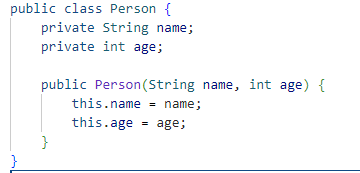 public class Person {
    private String name;
    private int age;

    public Person(String name, int age) {
        this.name = name;
        this.age = age;
    }
}